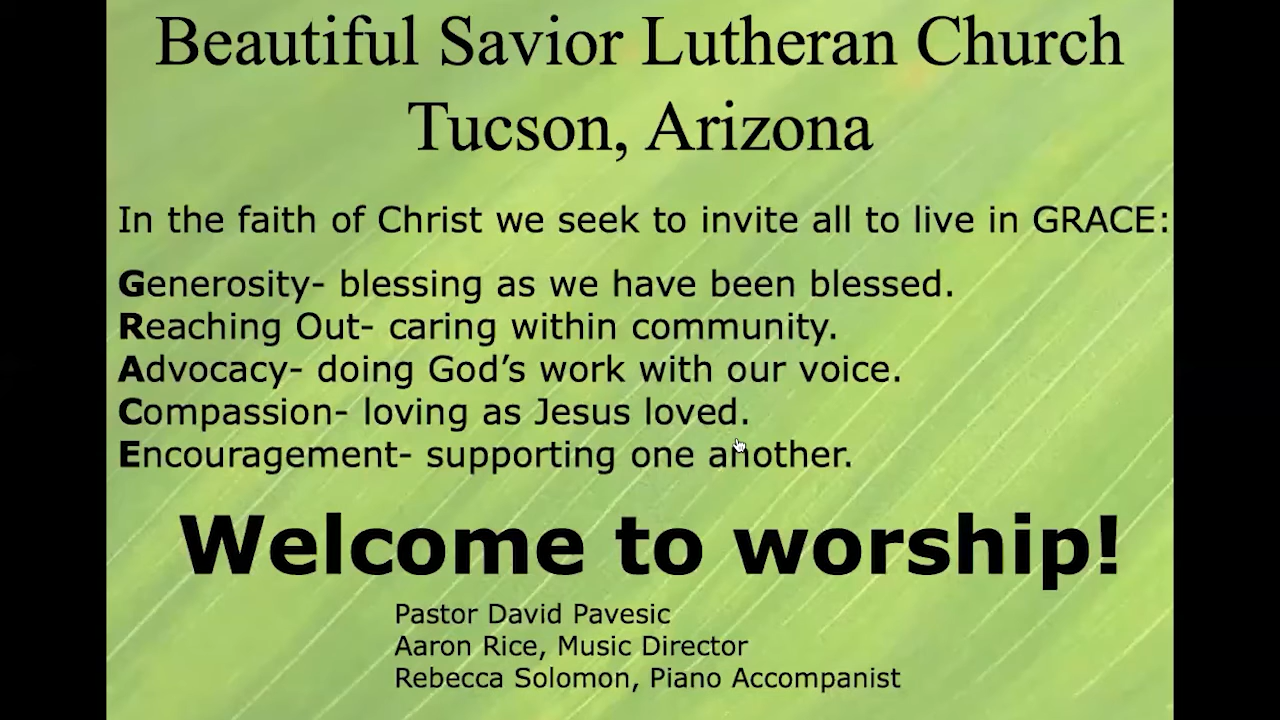 Beautiful Savior Lutheran Church
Tucson, Arizona
In the faith of Christ we seek to invite all to live in GRACE:
Generosity- blessing as we have been blessed.
Reaching Out- caring within community.
Advocacy- doing God’s work with our voice.
Compassion- loving as Jesus loved.
Encouragement- supporting one another.
Welcome to worship!
Pastor David Pavesic
Aaron Rice, Music Director
Rebecca Solomon, Piano Accompanist